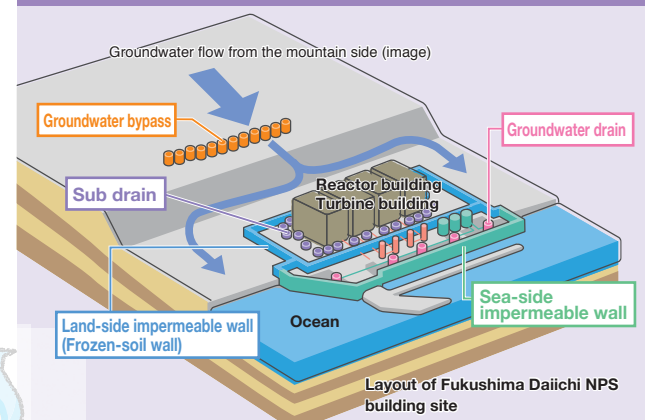 Groundwater flow from the mountain side (image)
Groundwater bypass
Groundwater drain
Sub drain
Reactor building
Turbine building
Land-side impermeable wall
(Frozen-soil wall)
Ocean
Sea-side
impermeable wall
Layout of Fukushima Daiichi NPS
building site